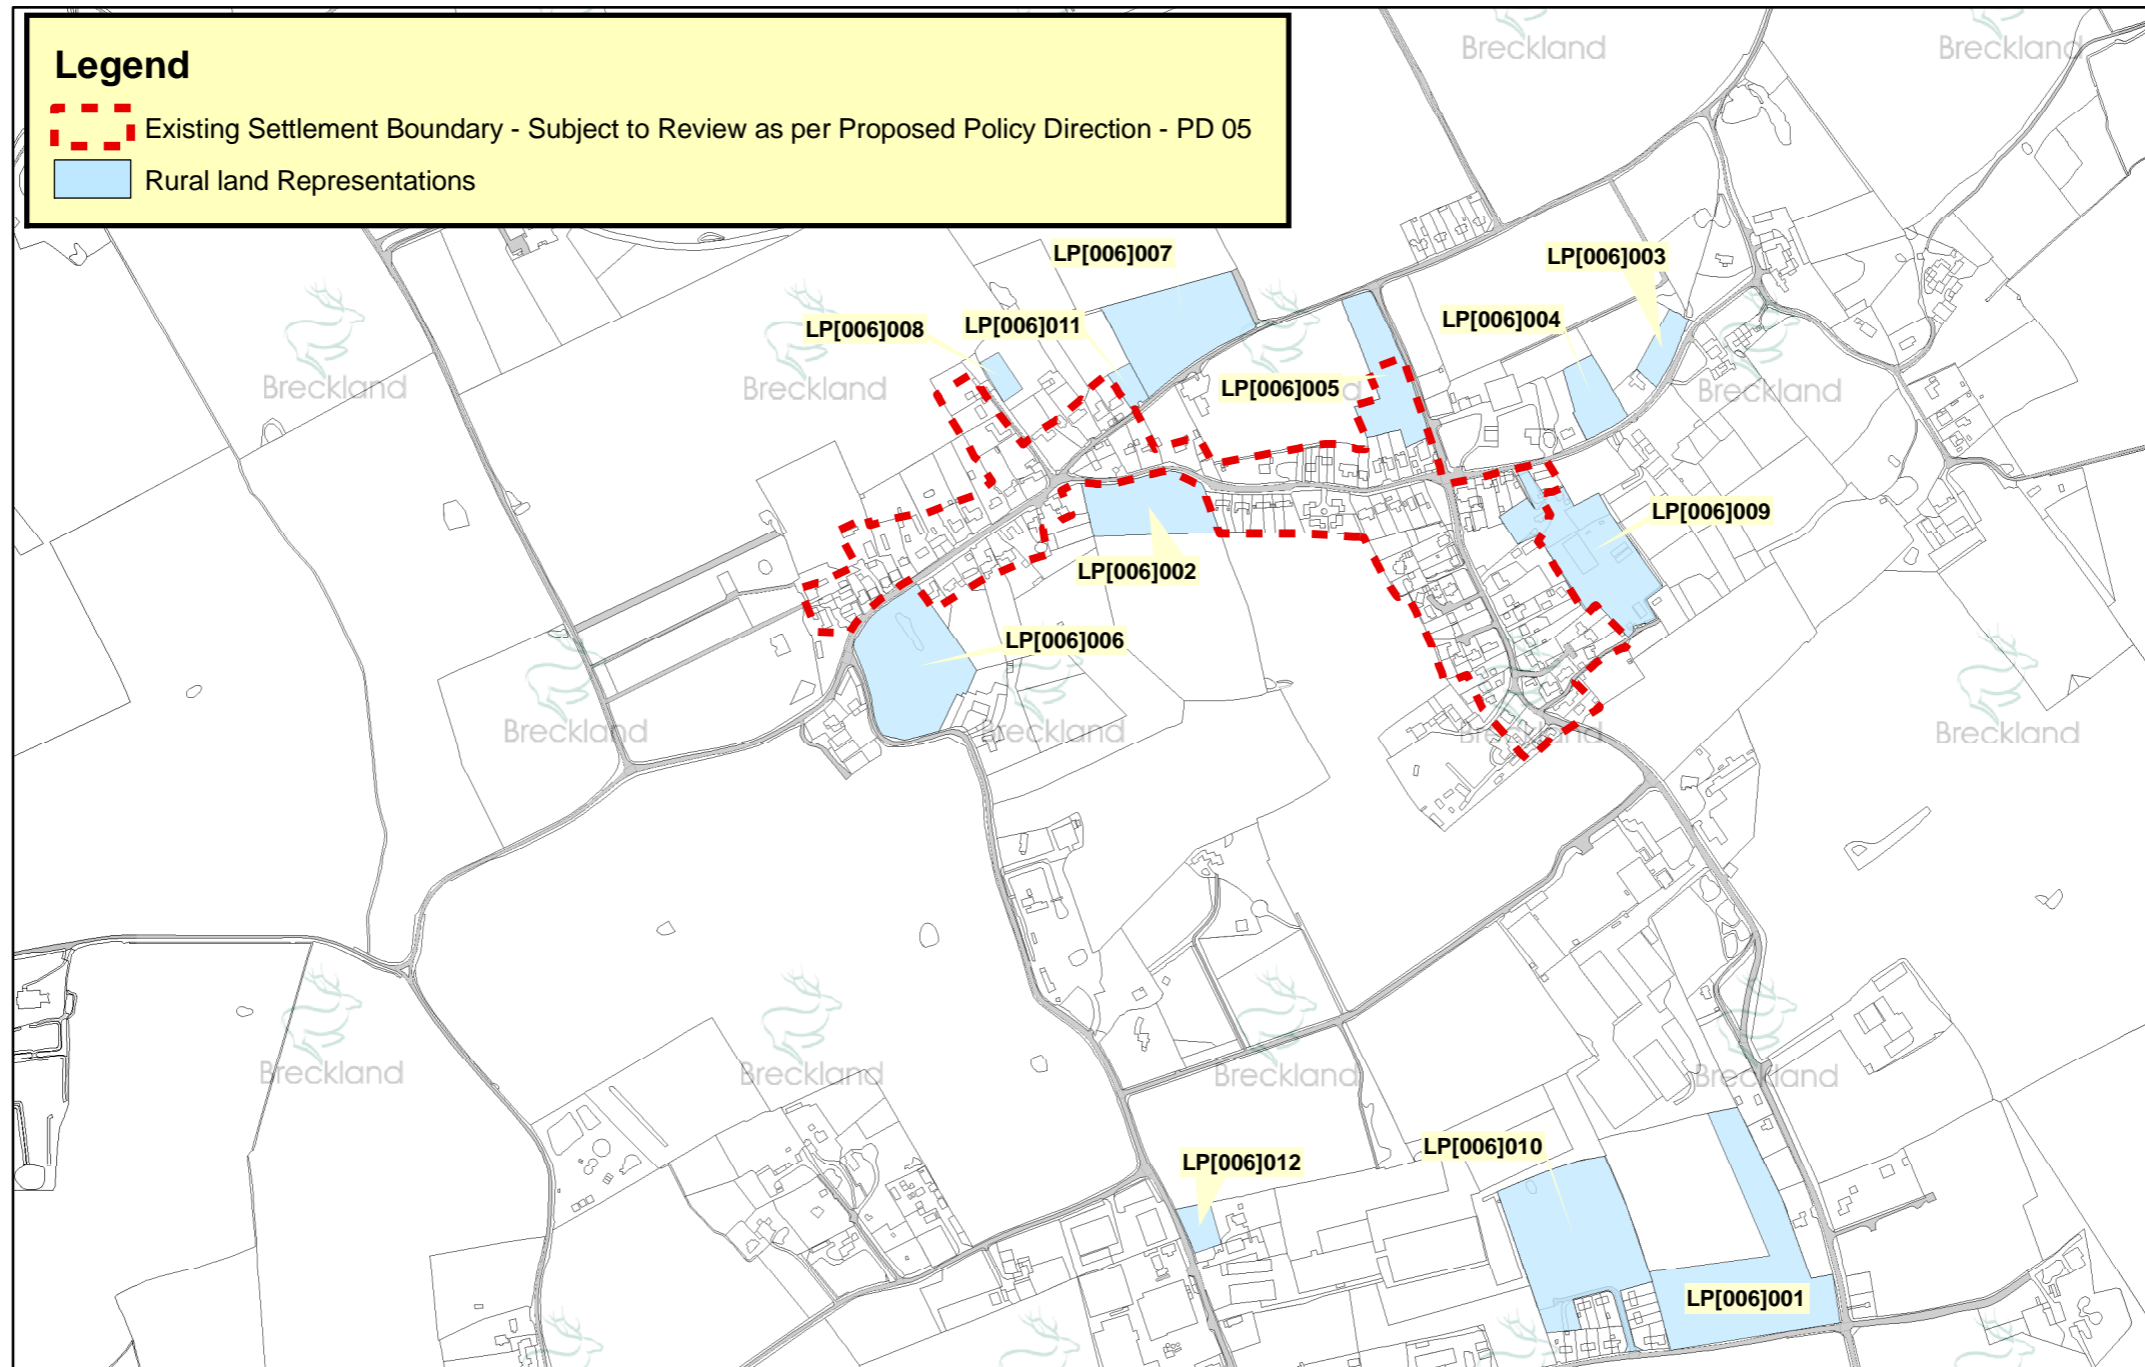 Breckland
Breckland
Legend
Existing Settlement Boundary - Subject to Review as per Proposed Policy Direction - PD 05
Rural land Representations
LP[006]007
LP[006]003
LP[006]008
LP[006]011
LP[006]004
Breckland
Breckland
LP[006]005
Breckland
Breckland
LP[006]009
LP[006]002
LP[006]006
Breckland
Breckland
Breckland
Breckland
Breckland
Breckland
Breckland
Breckland
LP[006]012
LP[006]010
LP[006]001